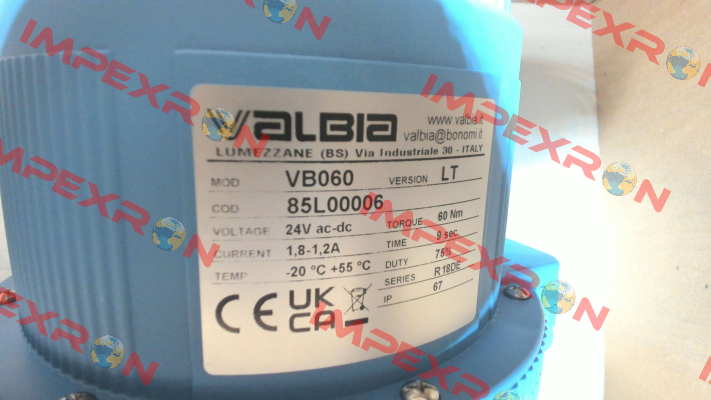 VALBIA www.valbia.it
valbia@bonomi.it
LUMEZZANE (BS) Via Industriale 30 - ITALY
MOD VB060 VERSION LT
COD 85L00006
VOLTAGE 24V ac-dc TORQUE 60 Nm
CURRENT 1,8-1,2A TIME 9 sec.
TEMP -20 °C +55 °C DUTY 75%
SERIES R18DE
IP 67
CE UK CA
IMPEXRON
IMPEXRON
IMPEXRON
IMPEXRON
IMPEXRON
IMPEXRON